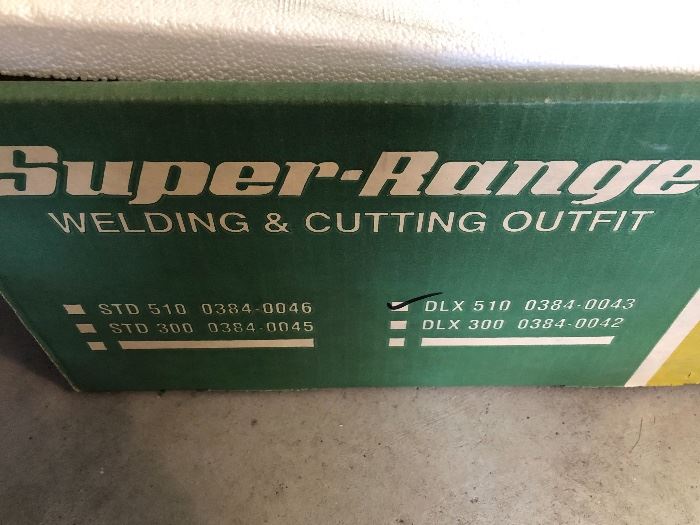 Super-Range
WELDING & CUTTING OUTFIT
STD 510 0384-0046
STD 300 0384-0045
DLX 510 0384-0043
DLX 300 0384-0042